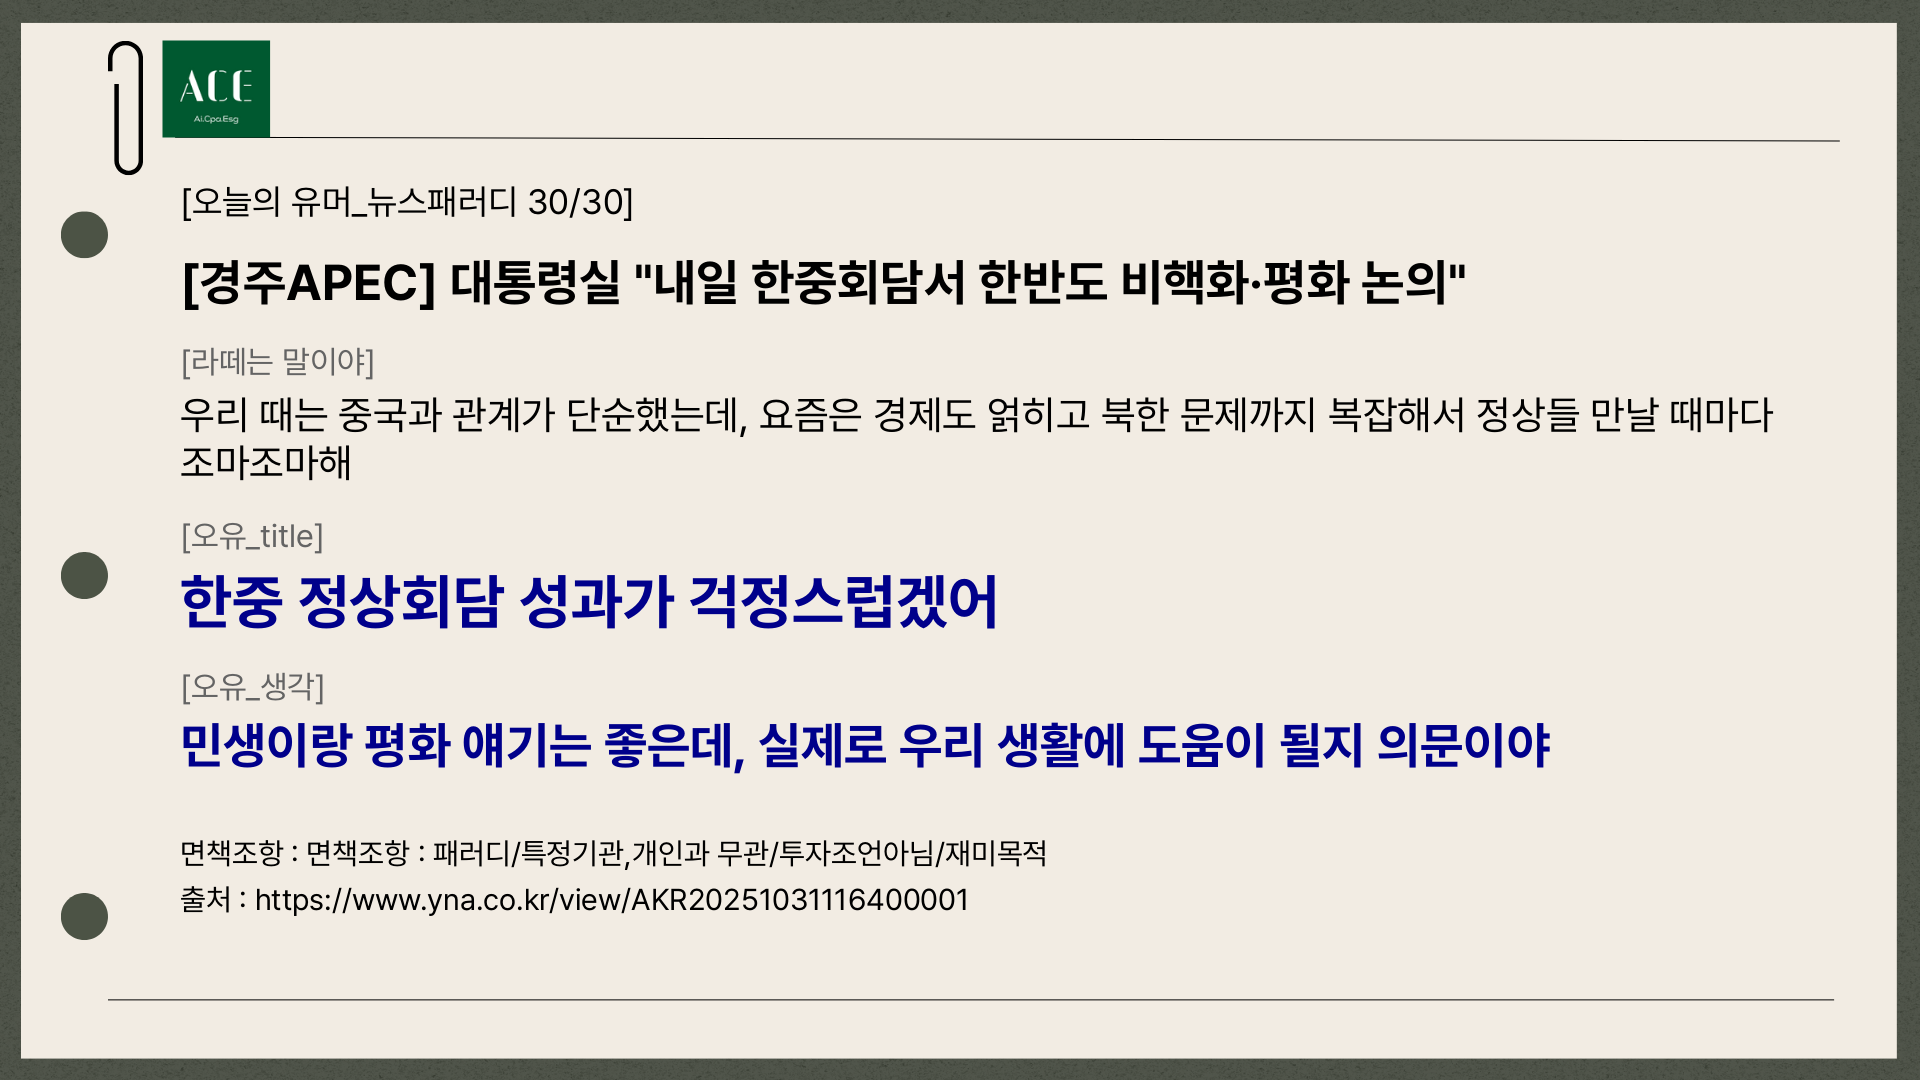 ACE
Ai.Cpa.Esg
[오늘의 유머_뉴스패러디 30/30]
[경주APEC] 대통령실 "내일 한중회담서 한반도 비핵화·평화 논의"
[라떼는 말이야]
우리 때는 중국과 관계가 단순했는데, 요즘은 경제도 얽히고 북한 문제까지 복잡해서 정상들 만날 때마다
조마조마해
[오유_title]
한중 정상회담 성과가 걱정스럽겠어
[오유_생각]
민생이랑 평화 얘기는 좋은데, 실제로 우리 생활에 도움이 될지 의문이야
면책조항 : 면책조항 : 패러디/특정기관,개인과 무관/투자조언아님/재미목적
출처 : https://www.yna.co.kr/view/AKR20251031116400001